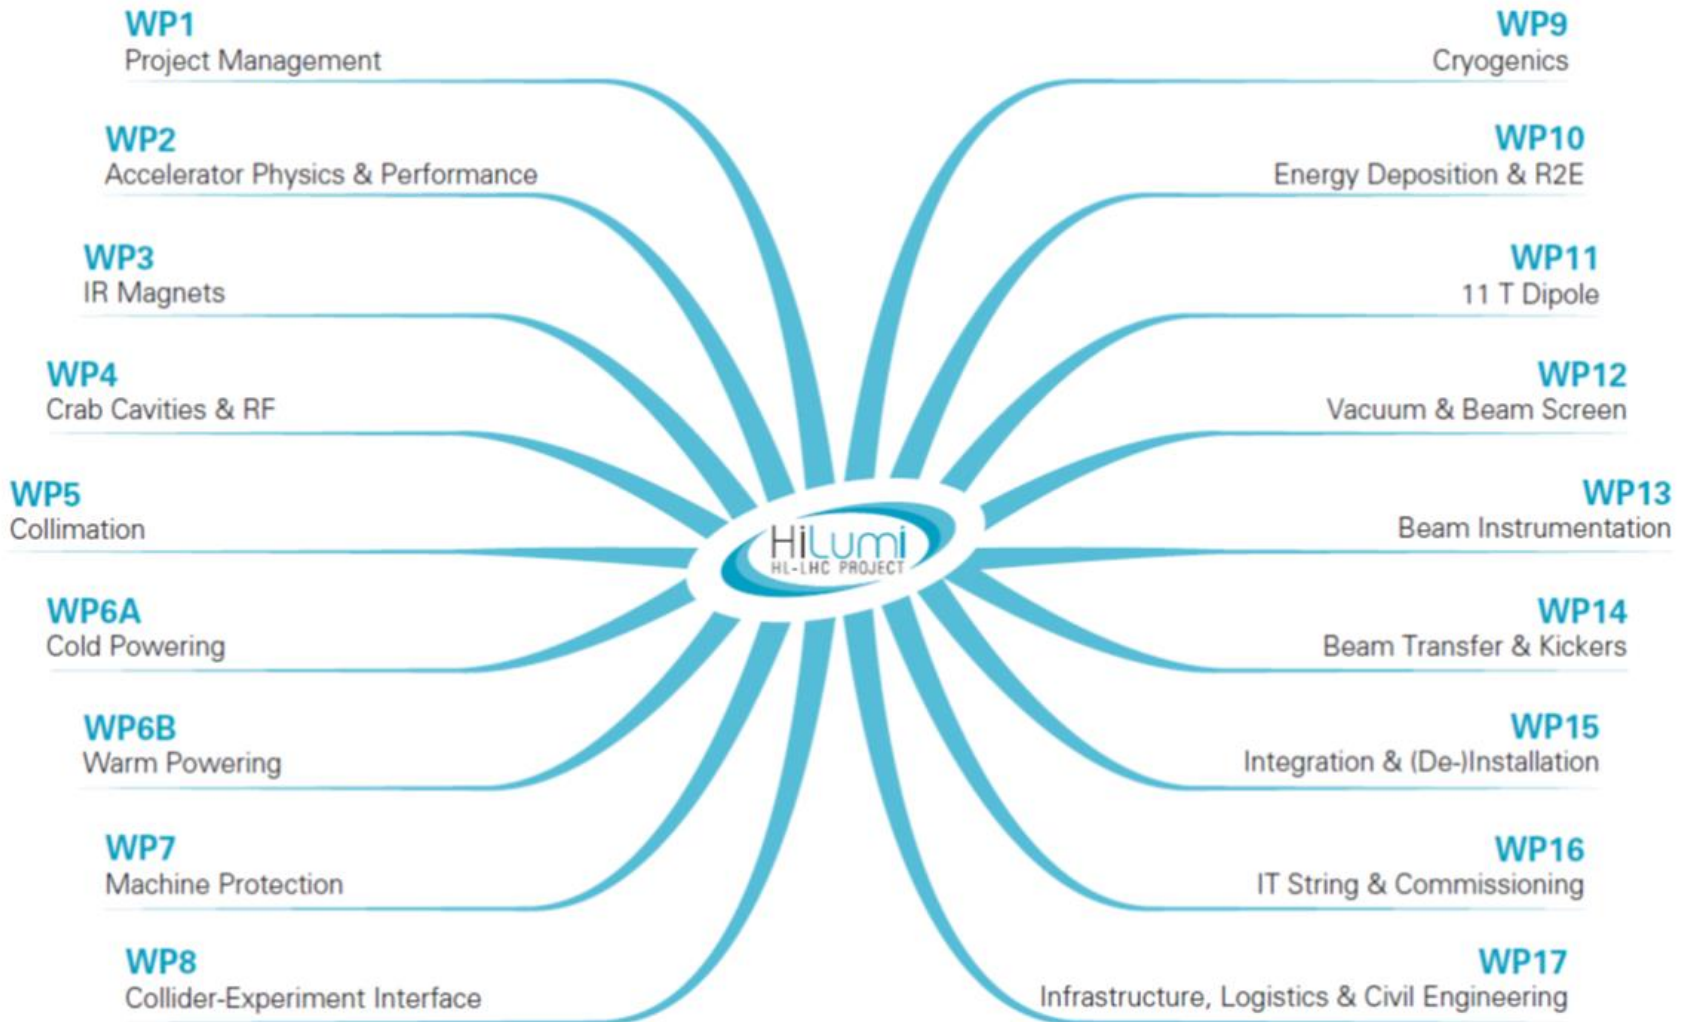 WP1
Project Management
WP2
Accelerator Physics & Performance
WP3
IR Magnets
WP4
Crab Cavities & RF
WP5
Collimation
WP6A
Cold Powering
WP6B
Warm Powering
WP7
Machine Protection
WP8
Collider-Experiment Interface
HiLumi
HL-LHC PROJECT
WP9
Cryogenics
WP10
Energy Deposition & R2E
WP11
11 T Dipole
WP12
Vacuum & Beam Screen
WP13
Beam Instrumentation
WP14
Beam Transfer & Kickers
WP15
Integration & (De-)Installation
WP16
IT String & Commissioning
WP17
Infrastructure, Logistics & Civil Engineering